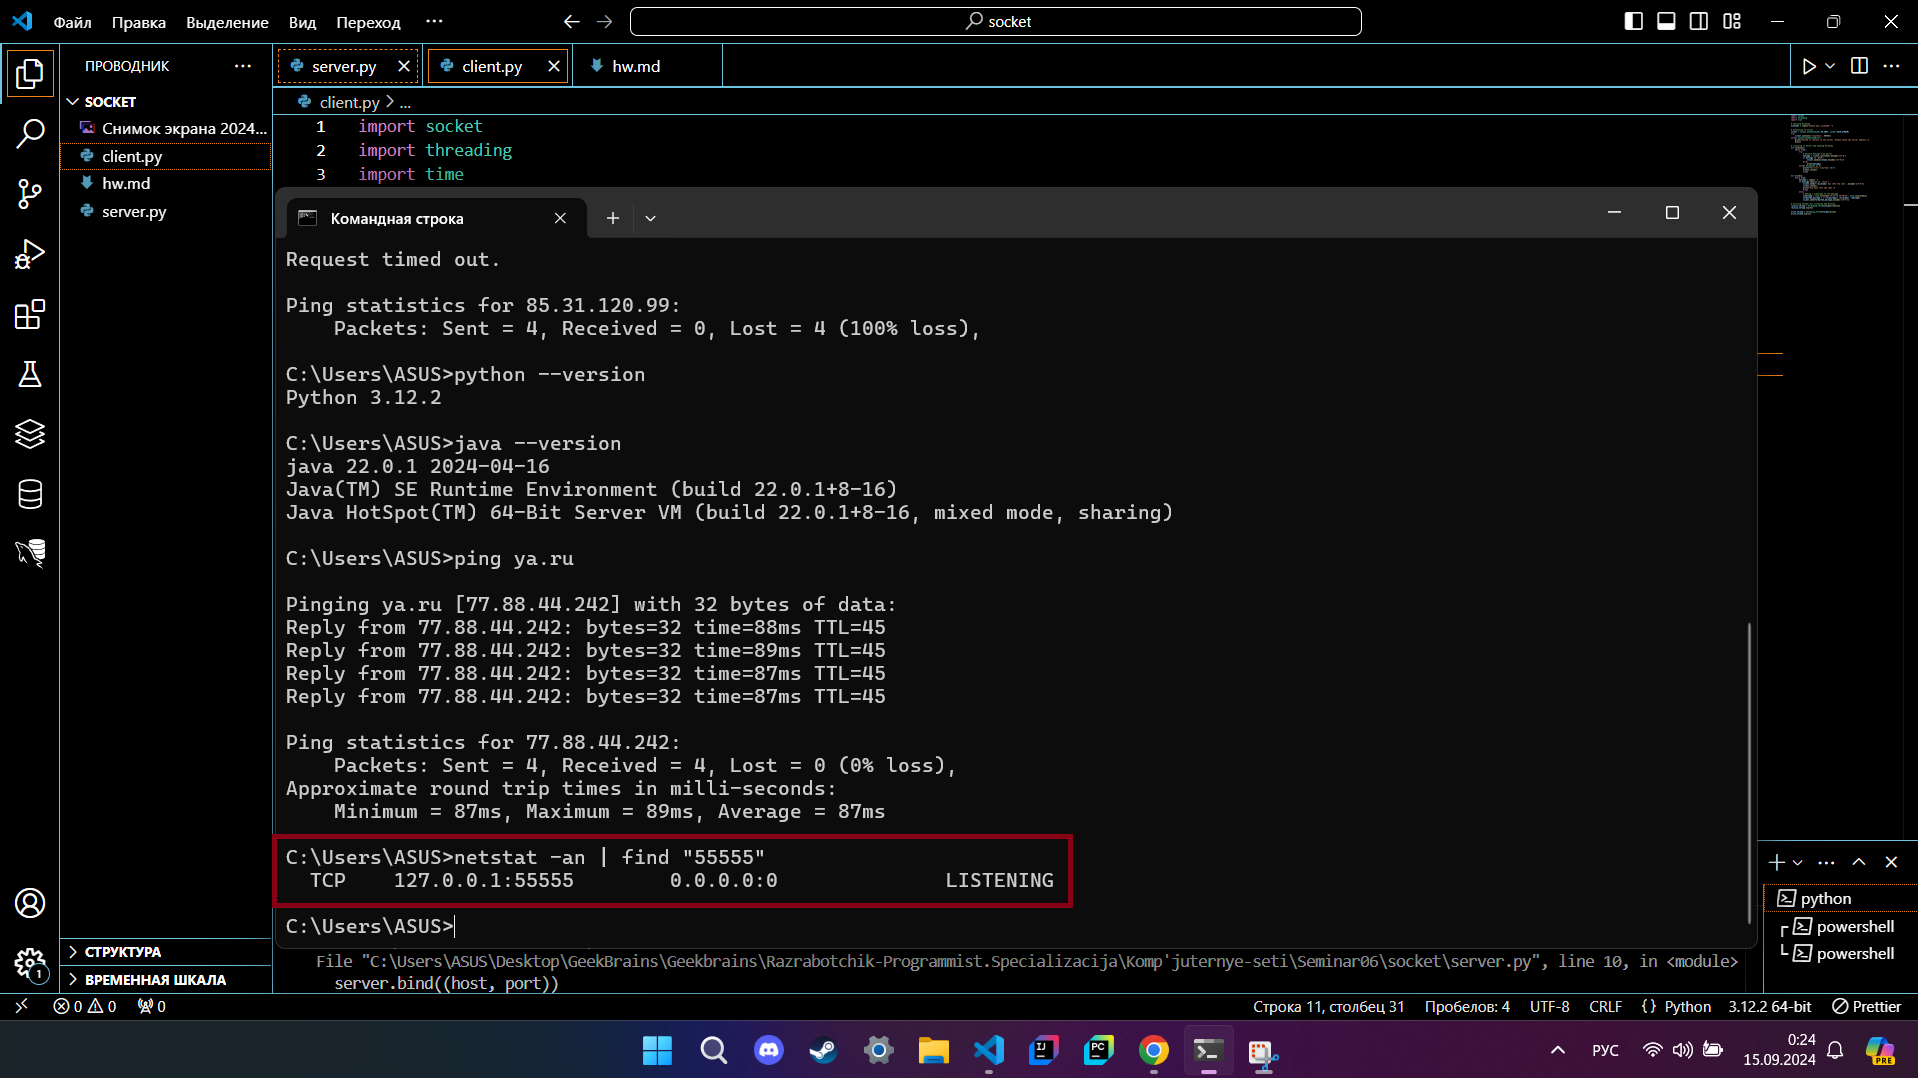 Файл Правка Выделение Вид Переход ··· socket
ПРОВОДНИК ···
SOCKET
Снимок экрана 2024...
client.py
hw.md
server.py
СТРУКТУРА
ВРЕМЕННАЯ ШКАЛА
server.py client.py hw.md
client.py > ...
1 import socket
2 import threading
3 import time
Командная строка
Request timed out.
Ping statistics for 85.31.120.99:
Packets: Sent = 4, Received = 0, Lost = 4 (100% loss),
C:\Users\ASUS>python --version
Python 3.12.2
C:\Users\ASUS>java --version
java 22.0.1 2024-04-16
Java(TM) SE Runtime Environment (build 22.0.1+8-16)
Java HotSpot(TM) 64-Bit Server VM (build 22.0.1+8-16, mixed mode, sharing)
C:\Users\ASUS>ping ya.ru
Pinging ya.ru [77.88.44.242] with 32 bytes of data:
Reply from 77.88.44.242: bytes=32 time=88ms TTL=45
Reply from 77.88.44.242: bytes=32 time=89ms TTL=45
Reply from 77.88.44.242: bytes=32 time=87ms TTL=45
Reply from 77.88.44.242: bytes=32 time=87ms TTL=45
Ping statistics for 77.88.44.242:
Packets: Sent = 4, Received = 4, Lost = 0 (0% loss),
Approximate round trip times in milli-seconds:
Minimum = 87ms, Maximum = 89ms, Average = 87ms
C:\Users\ASUS>netstat -an | find "55555"
TCP 127.0.0.1:55555 0.0.0.0:0 LISTENING
C:\Users\ASUS>
File "C:\Users\ASUS\Desktop\GeekBrains\Geekbrains\Razrabotchik-Programmist.Specializacija\Komp'juternye-seti\Seminar06\socket\server.py", line 10, in <module>
server.bind((host, port))
python
powershell
powershell
1
0 0 0 Строка 11, столбец 31 Пробелов: 4 UTF-8 CRLF {} Python 3.12.2 64-bit Prettier
IJ PC РУС 0:24
15.09.2024
PRE